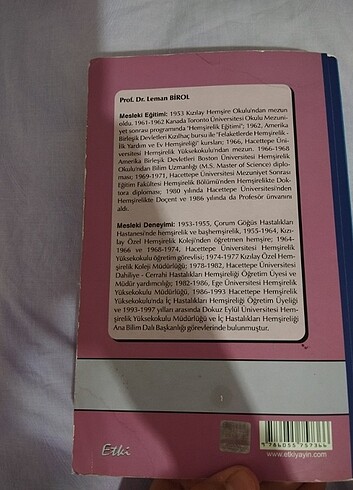 Prof. Dr. Leman BİROL
Mesleki Eğitimi: 1953 Kızılay Hemşire Okulu'ndan mezun
oldu. 1961-1962 Kanada Toronto Üniversitesi Okulu Mezuni-
yet sonrası programında "Hemşirelik Eğitimi"; 1962, Amerika
Birleşik Devletleri Kızılhaç bursu ile "Felaketlerde Hemşirelik -
İlk Yardım ve Ev Hemşireliği" kursları; 1966, Hacettepe Üni-
versitesi Hemşirelik Yüksekokulu'ndan mezun. 1966-1968
Amerika Birleşik Devletleri Boston Üniversitesi Hemşirelik
Okulu'ndan Bilim Uzmanlığı (M.S. Master of Science) diplo-
ması; 1969-1971, Hacettepe Üniversitesi Mezuniyet Sonrası
Eğitim Fakültesi Hemşirelik Bölümü'nden Hemşirelikte Dok-
tora diploması; 1980 yılında Hacettepe Üniversitesi'nden
Hemşirelikte Doçent ve 1986 yılında da Profesör ünvanını
aldı.
Mesleki Deneyimi: 1953-1955, Çorum Göğüs Hastalıkları
Hastanesi'nde hemşirelik ve başhemşirelik, 1955-1964, Kızı-
lay Özel Hemşirelik Koleji'nden öğretmen hemşire; 1964-
1966 ve 1968-1974, Hacettepe Üniversitesi Hemşirelik
Yüksekokulu öğretim görevlisi; 1974-1977 Kızılay Özel Hem-
şirelik Koleji Müdürlüğü; 1978-1982, Hacettepe Üniversitesi
Dahiliye - Cerrahi Hastalıkları Hemşireliği Öğretim Üyesi ve
Müdür yardımcılığı; 1982-1986, Ege Üniversitesi Hemşirelik
Yüksekokulu Müdürlüğü, 1986-1993 Hacettepe Hemşirelik
Yüksekokulu'nda İç Hastalıkları Hemşireliği Öğretim Üyeliği
ve 1993-1997 yılları arasında Dokuz Eylül Üniversitesi Hem-
şirelik Yüksekokulu Müdürlüğü ve İç Hastalıkları Hemşireliği
Ana Bilim Dalı Başkanlığı görevlerinde bulunmuştur.
Etki
9 786055 757366
www.etkiyayin.com